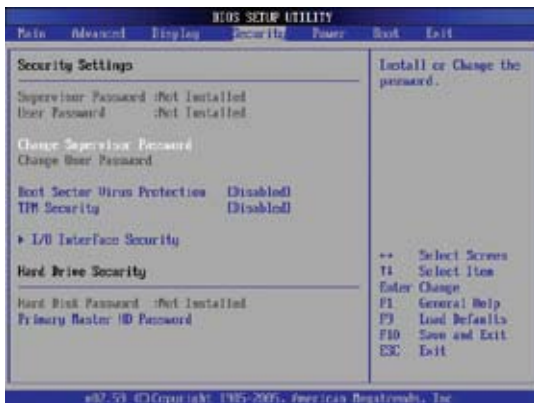 BIOS SETUP UTILITY
Main Advanced Display Security Power Boot Exit
Security Settings
Supervisor Password :Not Installed
User Password :Not Installed
Change Supervisor Password
Change User Password
Boot Sector Virus Protection [Disabled]
TPM Security [Disabled]
I/O Interface Security
Hard Drive Security
Hard Disk Password :Not Installed
Primary Master HD Password
Install or Change the
password.
Select Screen
Select Item
Enter Change
F1 General Help
F9 Load Defaults
F10 Save and Exit
ESC Exit
v02.59 (C)Copyright 1985-2005, American Megatrends, Inc